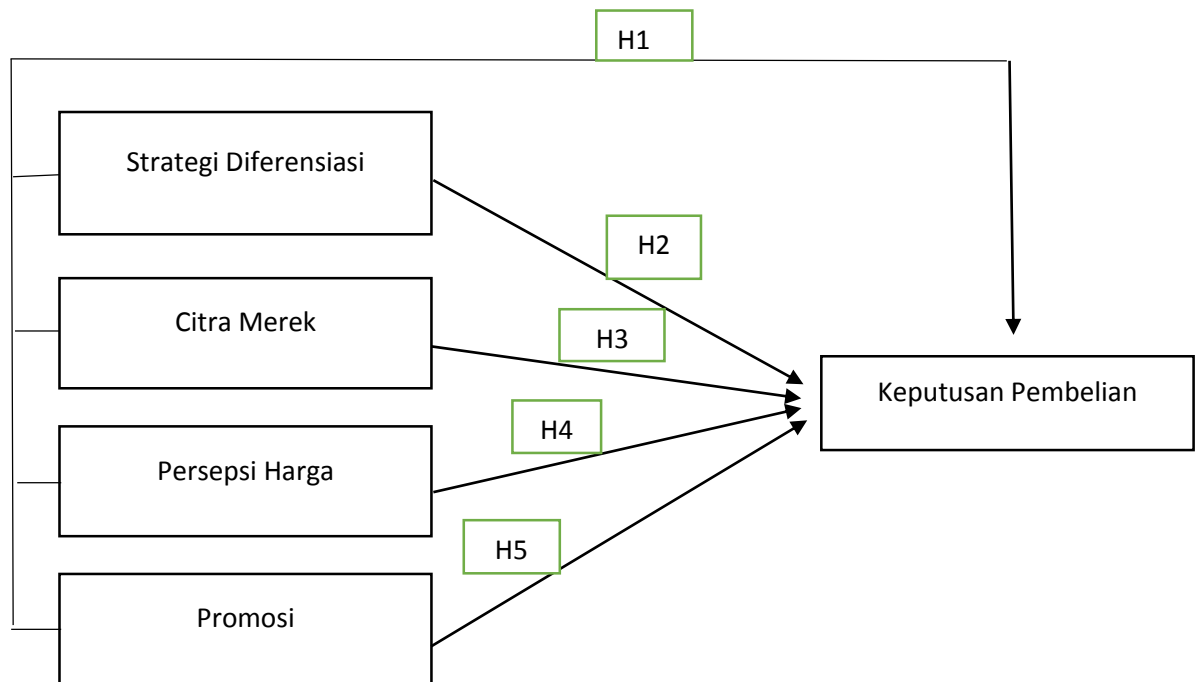 H1
Strategi Diferensiasi
H2
Citra Merek
H3
Keputusan Pembelian
H4
Persepsi Harga
H5
Promosi